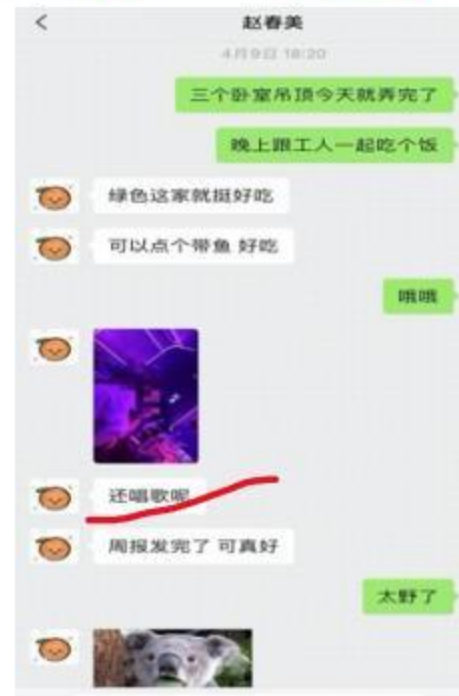 赵春美
4月9日 18:20
三个卧室吊顶今天就弄完了
晚上跟工人一起吃个饭
绿色这家就挺好吃
可以点个带鱼 好吃
哦哦
还唱歌呢
周报发完了 可真好
太野了